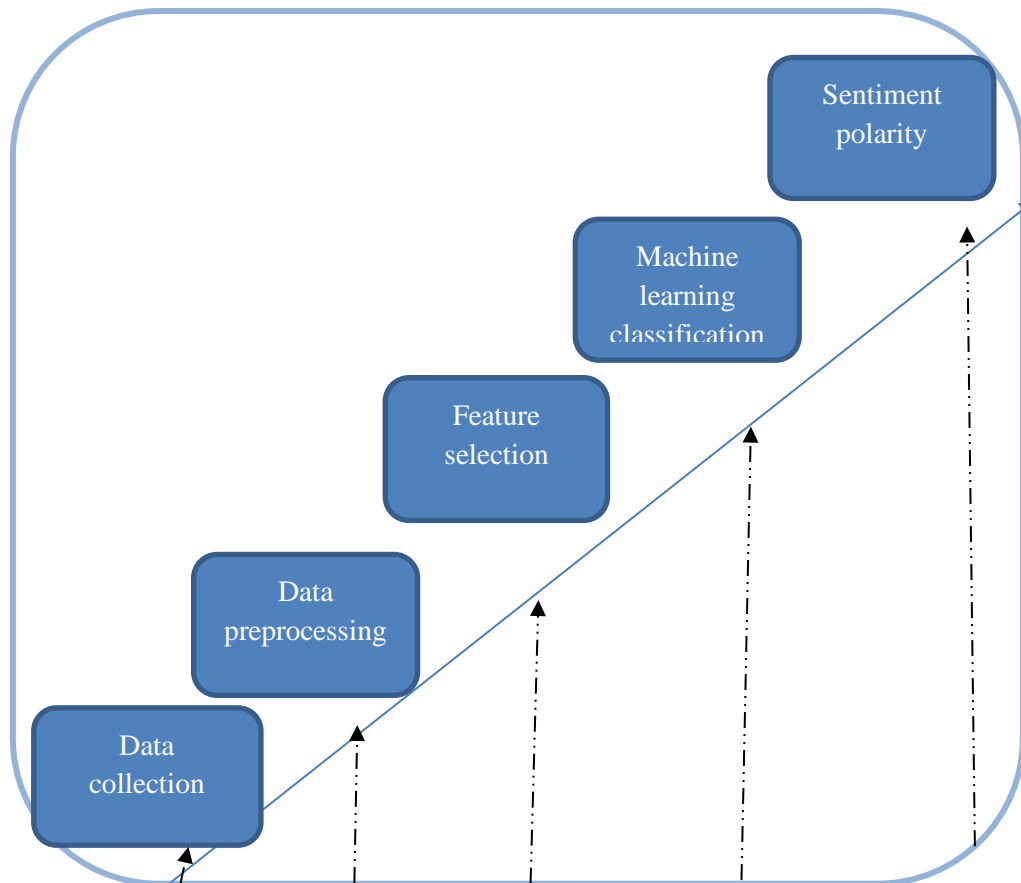 Sentiment
polarity
Machine
learning
classification
Feature
selection
Data
preprocessing
Data
collection